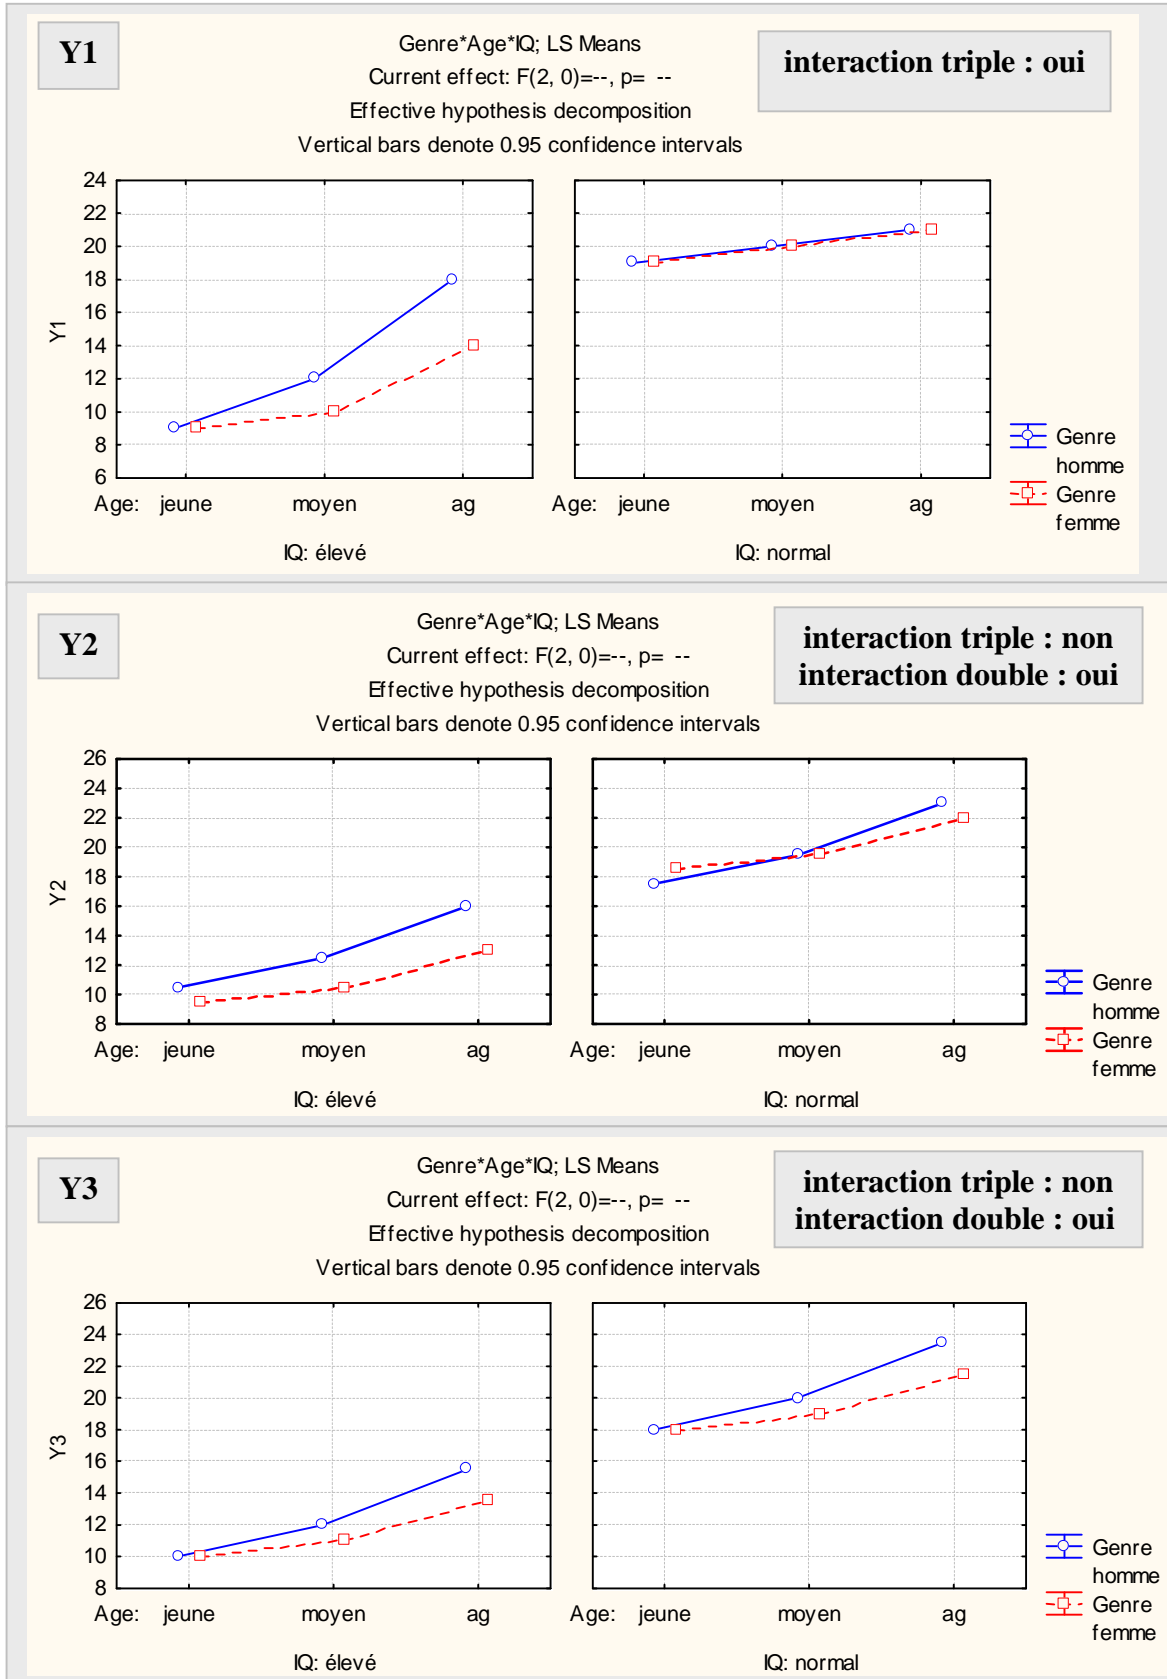 Y1
Genre*Age*IQ; LS Means
Current effect: F(2, 0)=--, p= --
Effective hypothesis decomposition
Vertical bars denote 0.95 confidence intervals
interaction triple : oui
24
22
20
18
16
14
12
10
8
6
Y1
Age: jeune moyen ag
IQ: élevé
Age: jeune moyen ag
IQ: normal
Genre
homme
Genre
femme
Y2
Genre*Age*IQ; LS Means
Current effect: F(2, 0)=--, p= --
Effective hypothesis decomposition
Vertical bars denote 0.95 confidence intervals
interaction triple : non
interaction double : oui
26
24
22
20
18
16
14
12
10
8
Y2
Age: jeune moyen ag
IQ: élevé
Age: jeune moyen ag
IQ: normal
Genre
homme
Genre
femme
Y3
Genre*Age*IQ; LS Means
Current effect: F(2, 0)=--, p= --
Effective hypothesis decomposition
Vertical bars denote 0.95 confidence intervals
interaction triple : non
interaction double : oui
26
24
22
20
18
16
14
12
10
8
Y3
Age: jeune moyen ag
IQ: élevé
Age: jeune moyen ag
IQ: normal
Genre
homme
Genre
femme